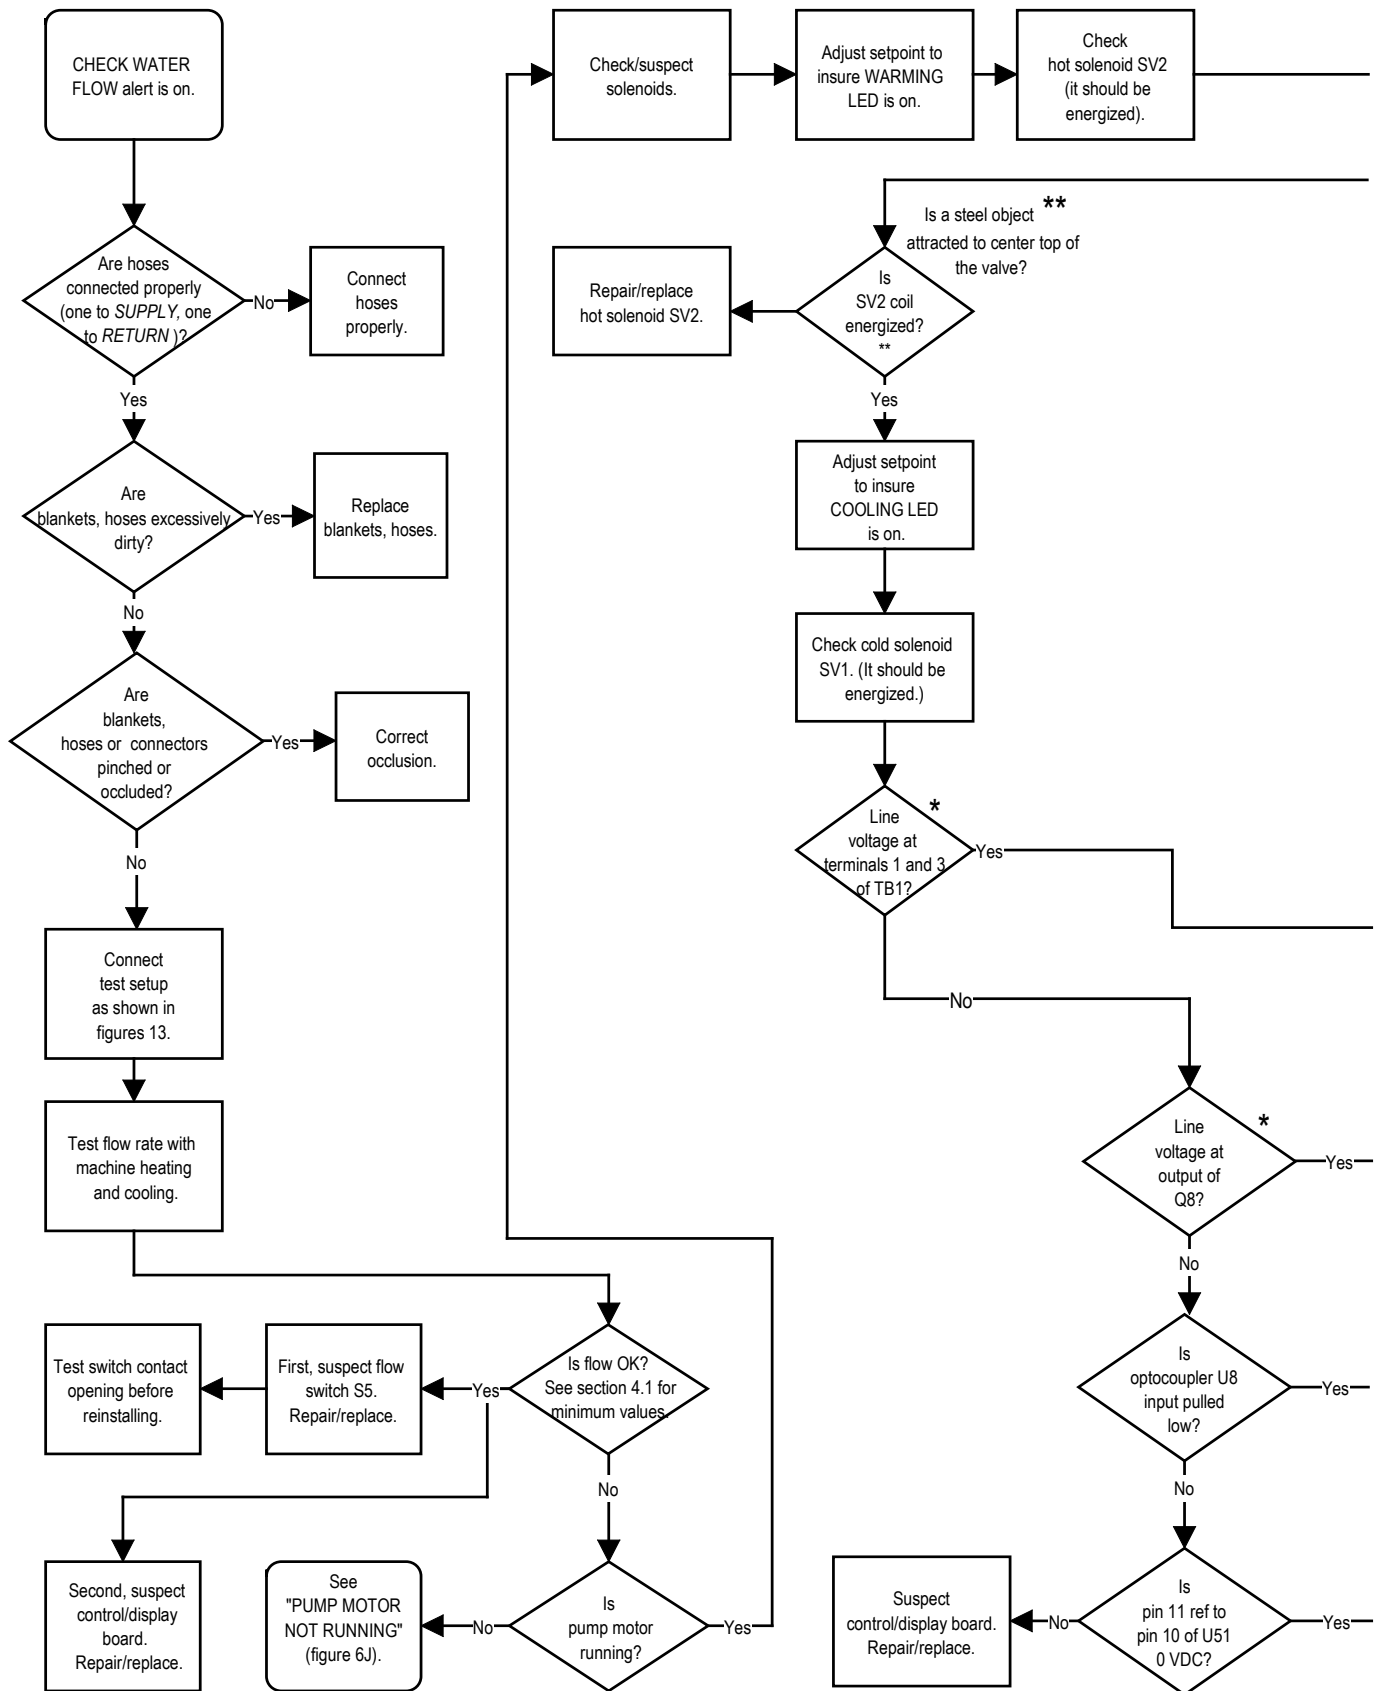 CHECK WATER
FLOW alert is on.
Are hoses
connected properly
(one to SUPPLY, one
to RETURN )?
No
Connect
hoses
properly.
Yes
Are
blankets, hoses excessively
dirty?
Yes
Replace
blankets, hoses.
No
Are
blankets,
hoses or connectors
pinched or
occluded?
Yes
Correct
occlusion.
No
Connect
test setup
as shown in
figures 13.
Test flow rate with
machine heating
and cooling.
Is flow OK?
See section 4.1 for
minimum values.
Yes
First, suspect flow
switch S5.
Repair/replace.
Test switch contact
opening before
reinstalling.
Second, suspect
control/display
board.
Repair/replace.
No
Is
pump motor
running?
No
See
"PUMP MOTOR
NOT RUNNING"
(figure 6J).
Yes
Check/suspect
solenoids.
Adjust setpoint to
insure WARMING
LED is on.
Check
hot solenoid SV2
(it should be
energized).
Is a steel object **
attracted to center top of
the valve?
Is
SV2 coil
energized?
**
Repair/replace
hot solenoid SV2.
Yes
Adjust setpoint
to insure
COOLING LED
is on.
Check cold solenoid
SV1. (It should be
energized.)
*
Line
voltage at
terminals 1 and 3
of TB1?
Yes
No
*
Line
voltage at
output of
Q8?
Yes
No
Is
optocoupler U8
input pulled
low?
Yes
No
Is
pin 11 ref to
pin 10 of U51
0 VDC?
Yes
No
Suspect
control/display board.
Repair/replace.